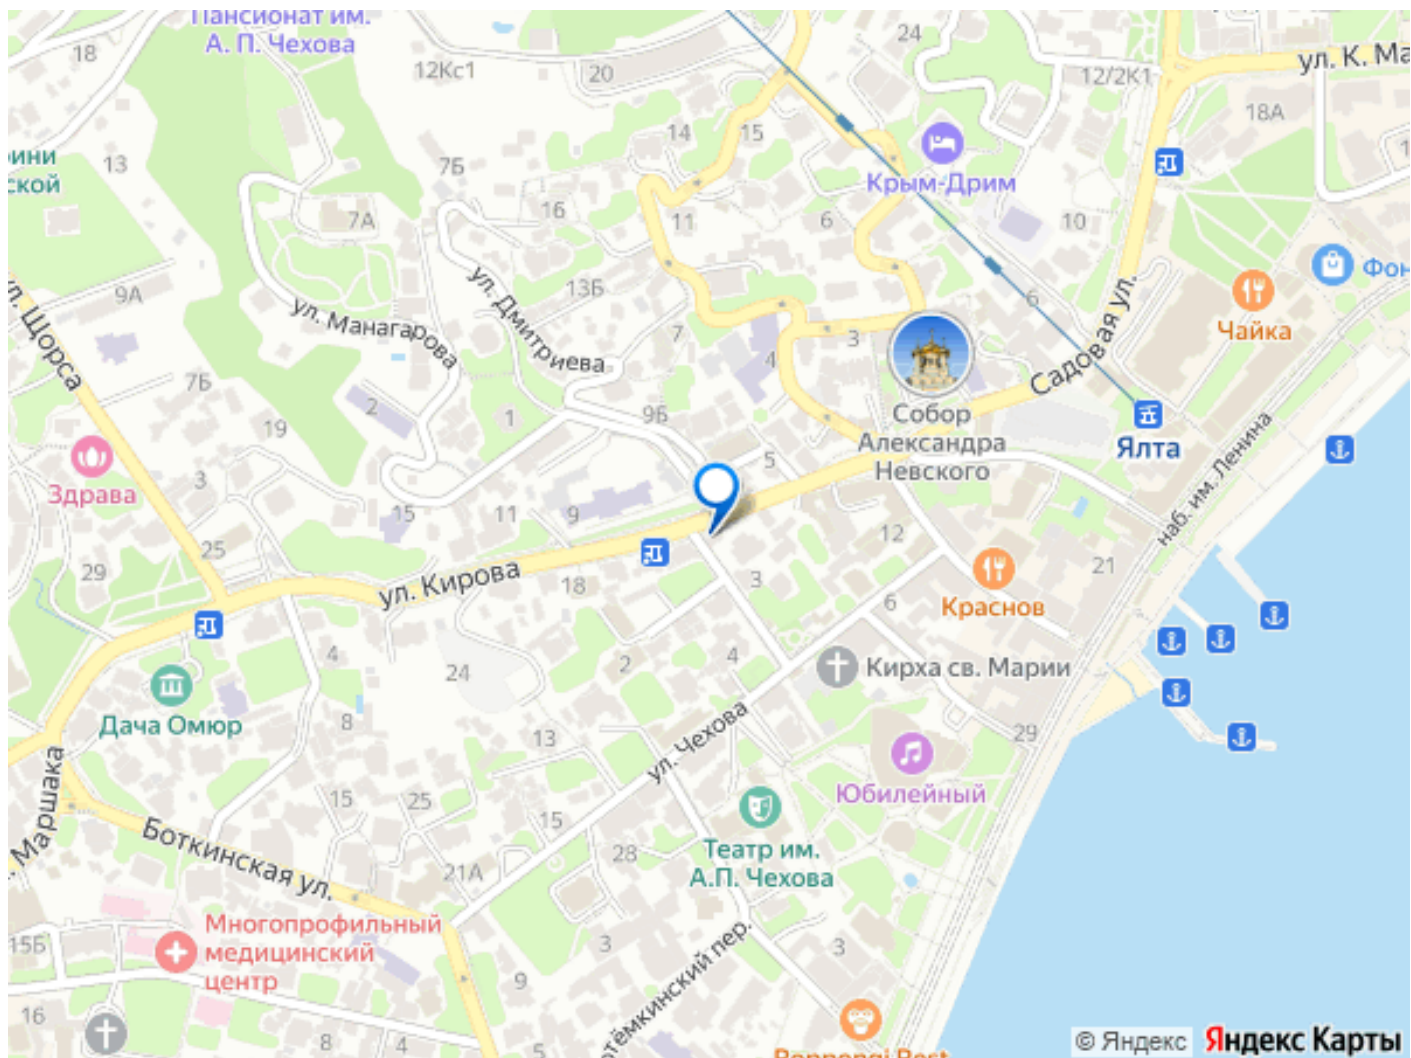 Пансионат им.
А. П. Чехова
18
12Кс1
20
24
12/2К1
ул. К. Ма
18А
14
15
13
7Б
Крым-Дрим
ской
7А
16
11
6
10
ул. Дмитриева
13Б
9А
ул. Манагарова
7
3
4
6
Садовая ул.
Фон
Чайка
ул. Щорса
7Б
2
1
9Б
Собор
Александра
Невского
Ялта
наб. им. Ленина
19
5
3
Здрава
15
11
9
12
25
29
ул. Кирова
18
3
21
6
Краснов
4
24
2
4
Кирха св. Марии
Дача Омюр
8
13
ул. Чехова
29
Юбилейный
Маршака
15
25
15
Боткинская ул.
21А
28
Театр им.
А.П. Чехова
Многопрофильный
медицинский
центр
15Б
3
9
3
16
8
4
5
© Яндекс
Яндекс Карты